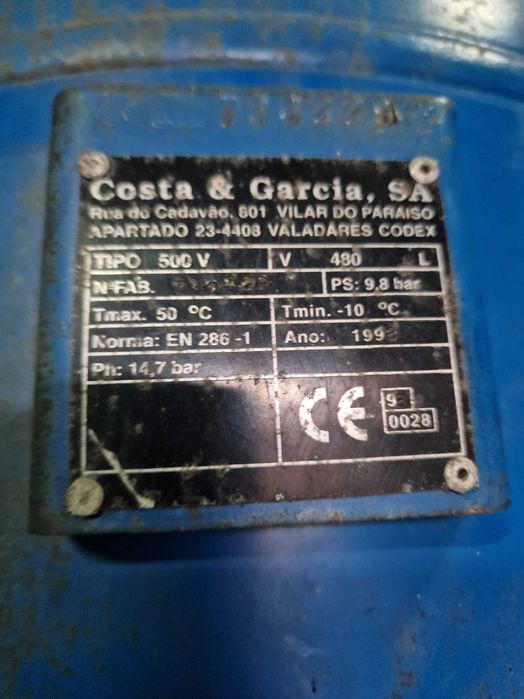 Costa & Garcia, SA
Rua do Cadavão, 801 VILAR DO PARAISO
APARTADO 23-4408 VALADARES CODEX
TIPO 500 V V 480 L
N FAB. PS: 9,8 bar
Tmax. 50 ºC Tmin. -10 ºC
Norma: EN 286 -1 Ano:
Ph: 14,7 bar
CE
0028